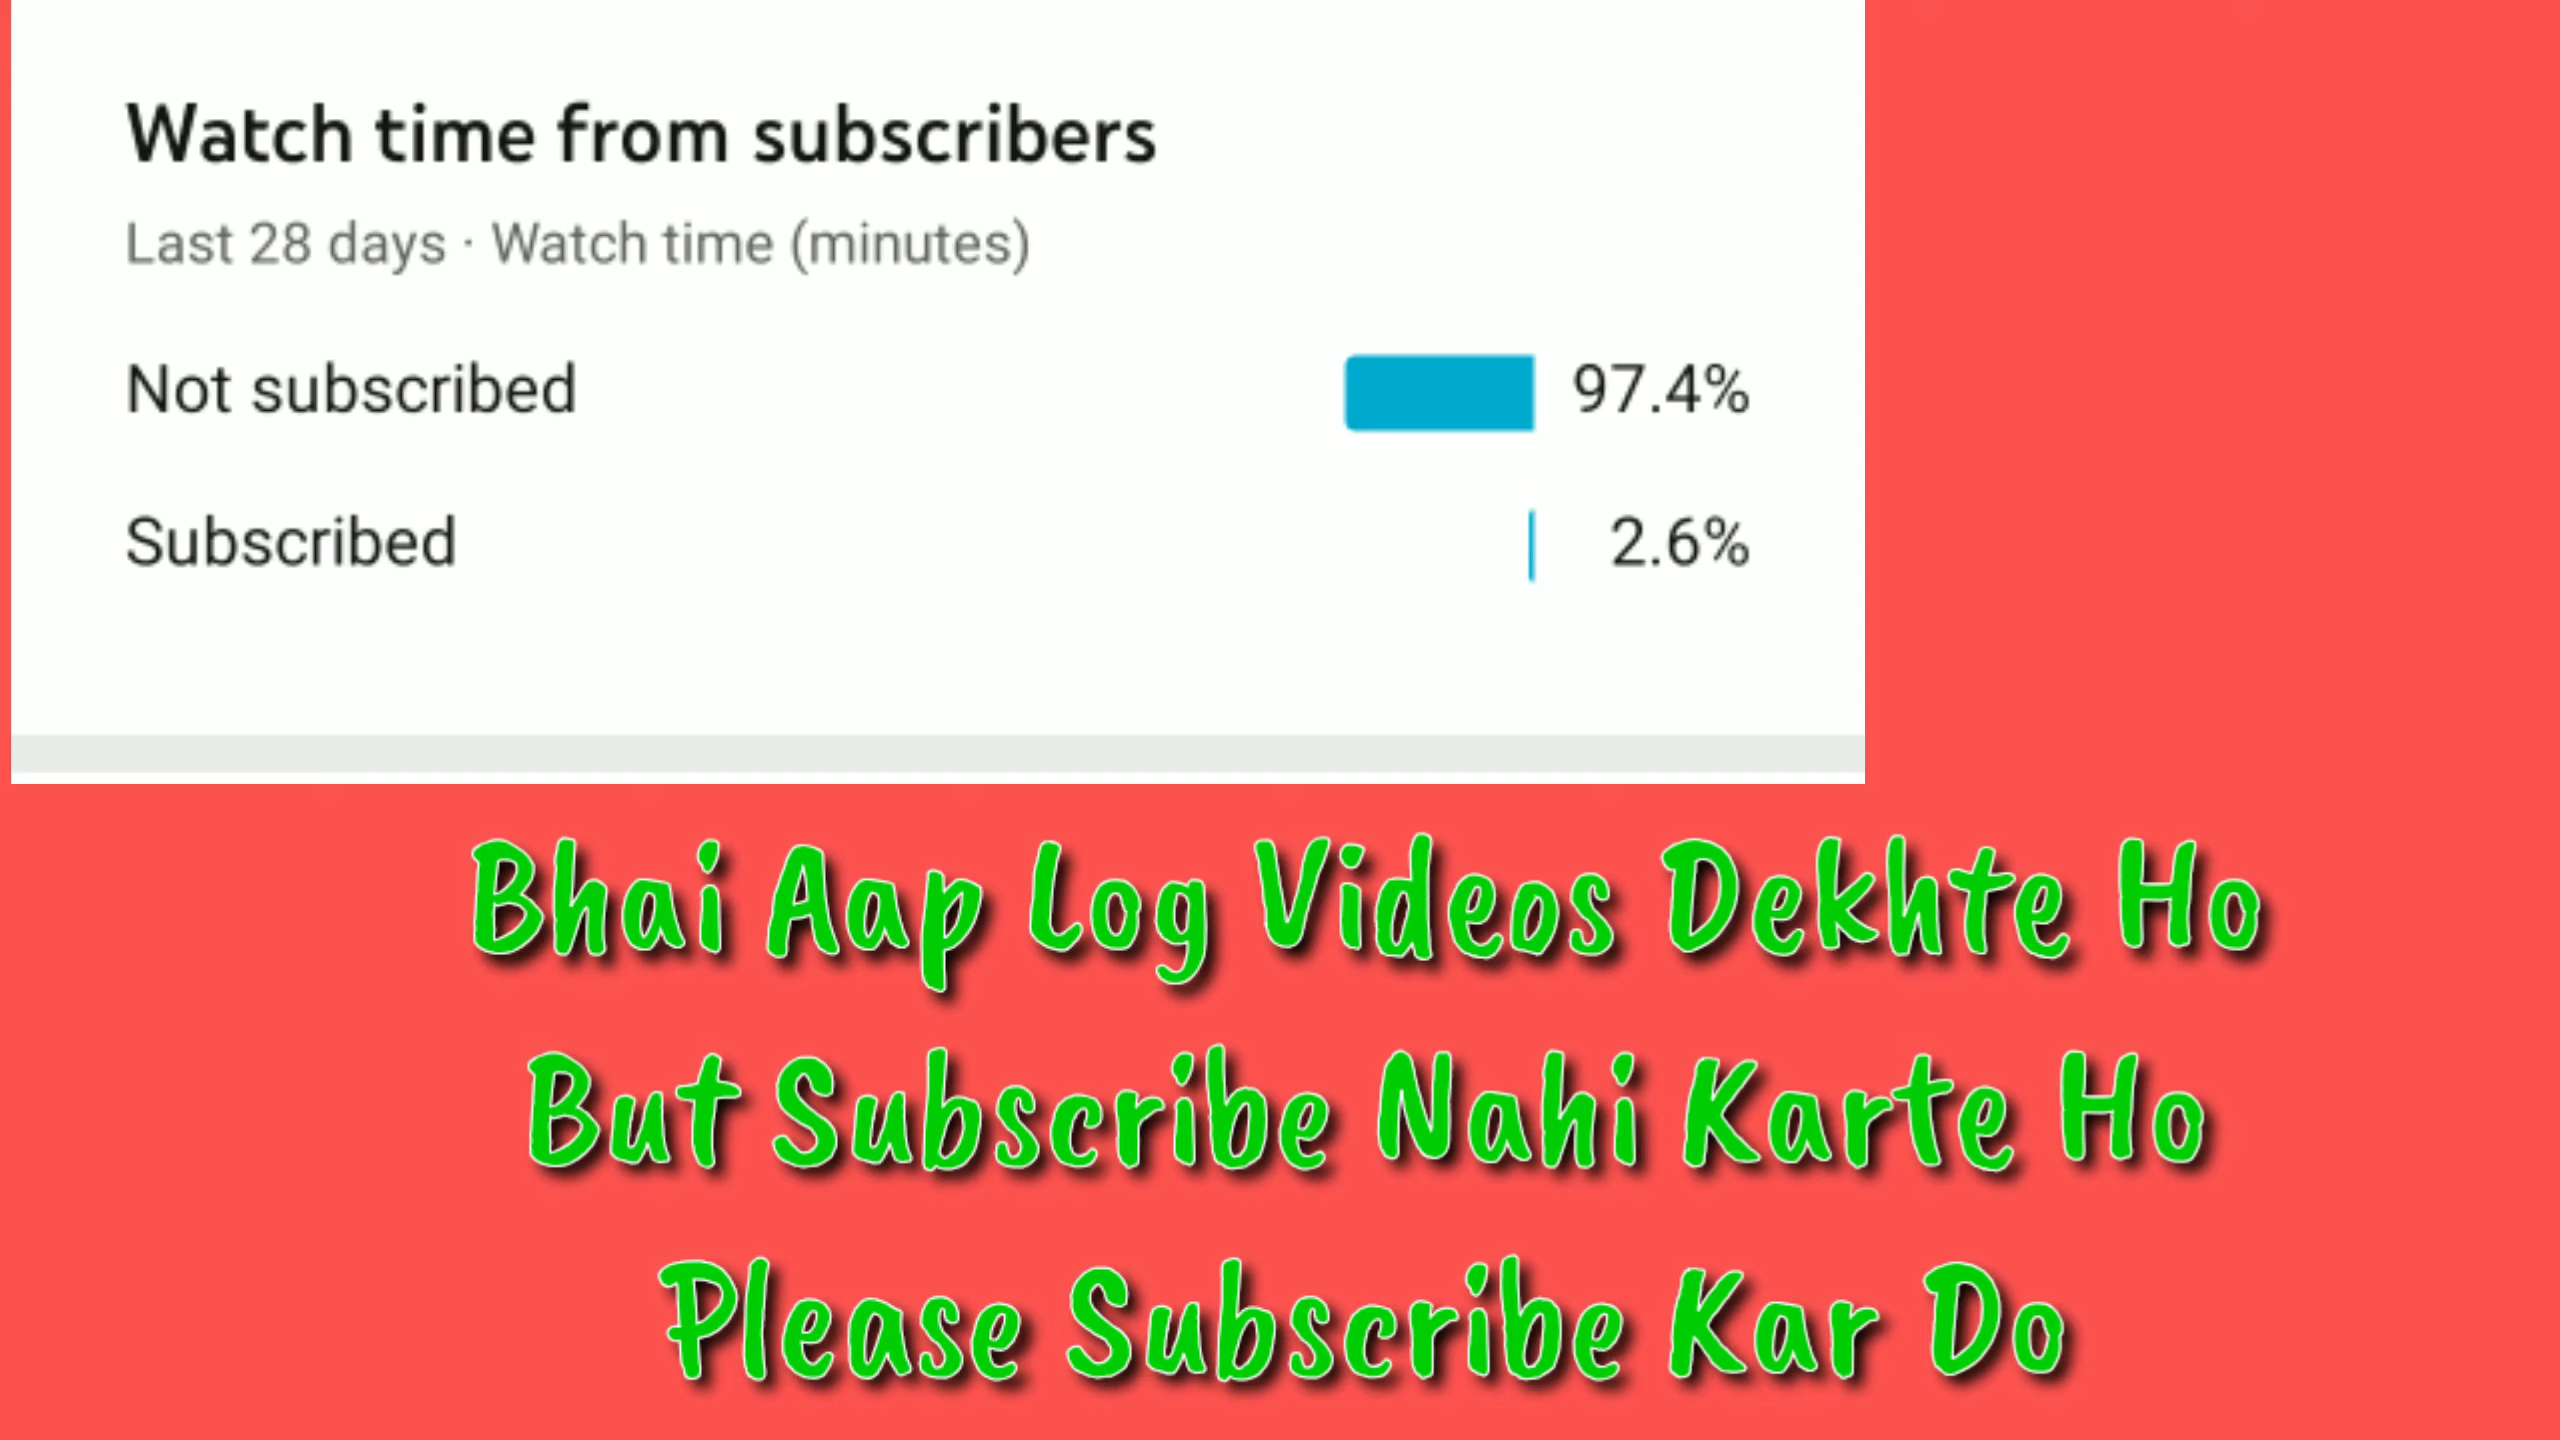 Watch time from subscribers
Last 28 days · Watch time (minutes)
Not subscribed 97.4%
Subscribed 2.6%
Bhai Aap Log Videos Dekhte Ho
But Subscribe Nahi Karte Ho
Please Subscribe Kar Do